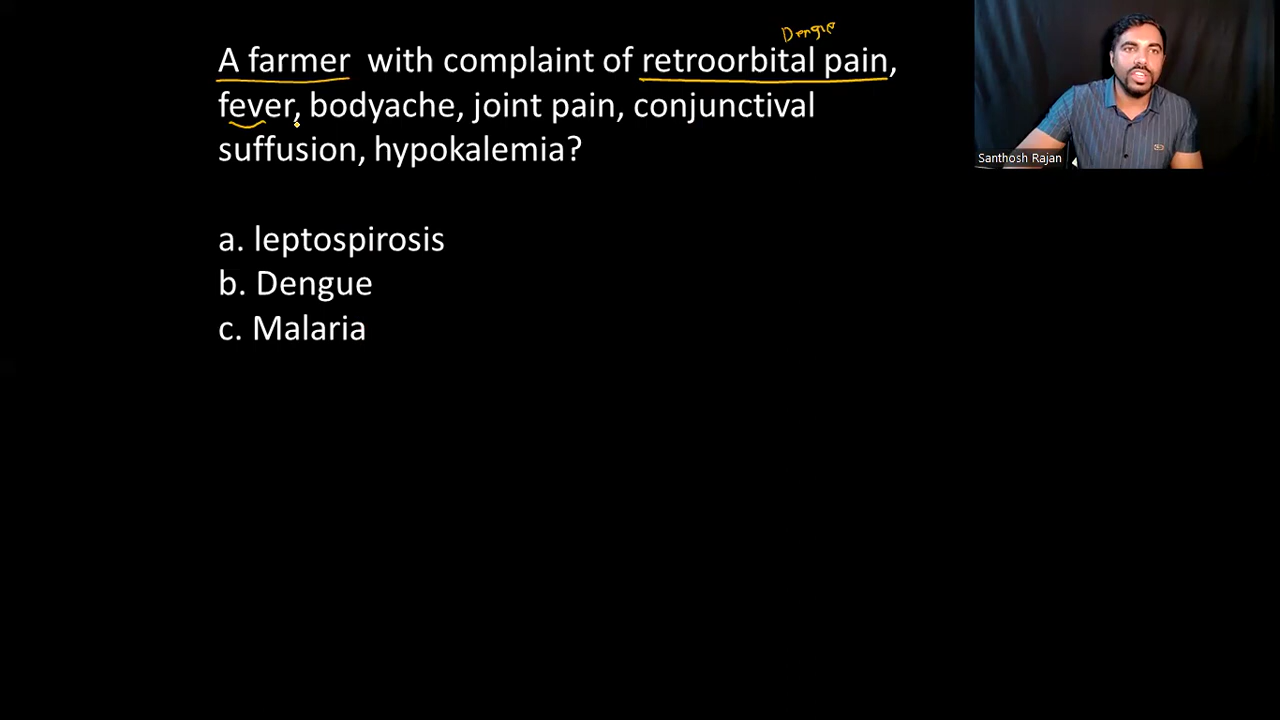 Dengue
A farmer with complaint of retroorbital pain,
fever, bodyache, joint pain, conjunctival
suffusion, hypokalemia?
Santhosh Rajan
a. leptospirosis
b. Dengue
c. Malaria